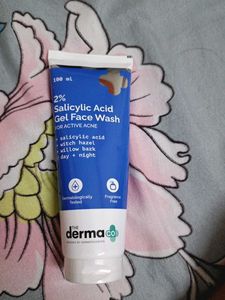 100 ml
2%
Salicylic Acid
Gel Face Wash
FOR ACTIVE ACNE
+ salicylic acid
+ witch hazel
+ willow bark
+ day + night
Dermatologically
Tested
Fragrance
Free
THE
derma co